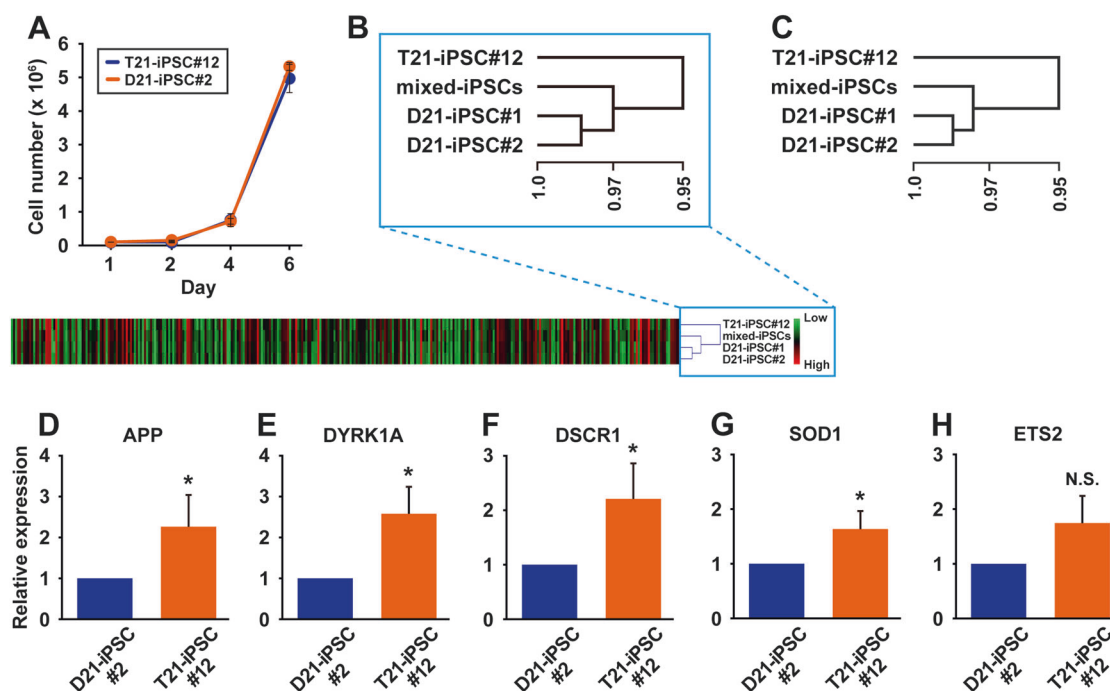 A
Cell number (x 10⁶)
6
5
4
3
2
1
0
T21-iPSC#12
D21-iPSC#2
1 2 4 6
Day
B
T21-iPSC#12
mixed-iPSCs
D21-iPSC#1
D21-iPSC#2
1.0 0.97 0.95
C
T21-iPSC#12
mixed-iPSCs
D21-iPSC#1
D21-iPSC#2
1.0 0.97 0.95
T21-iPSC#12
mixed-iPSCs
D21-iPSC#1
D21-iPSC#2
Low
High
D
APP
Relative expression
4
3
2
1
0
*
D21-iPSC
#2
T21-iPSC
#12
E
DYRK1A
4
3
2
1
0
*
D21-iPSC
#2
T21-iPSC
#12
F
DSCR1
3
2
1
0
*
D21-iPSC
#2
T21-iPSC
#12
G
SOD1
3
2
1
0
*
D21-iPSC
#2
T21-iPSC
#12
H
ETS2
3
2
1
0
N.S.
D21-iPSC
#2
T21-iPSC
#12